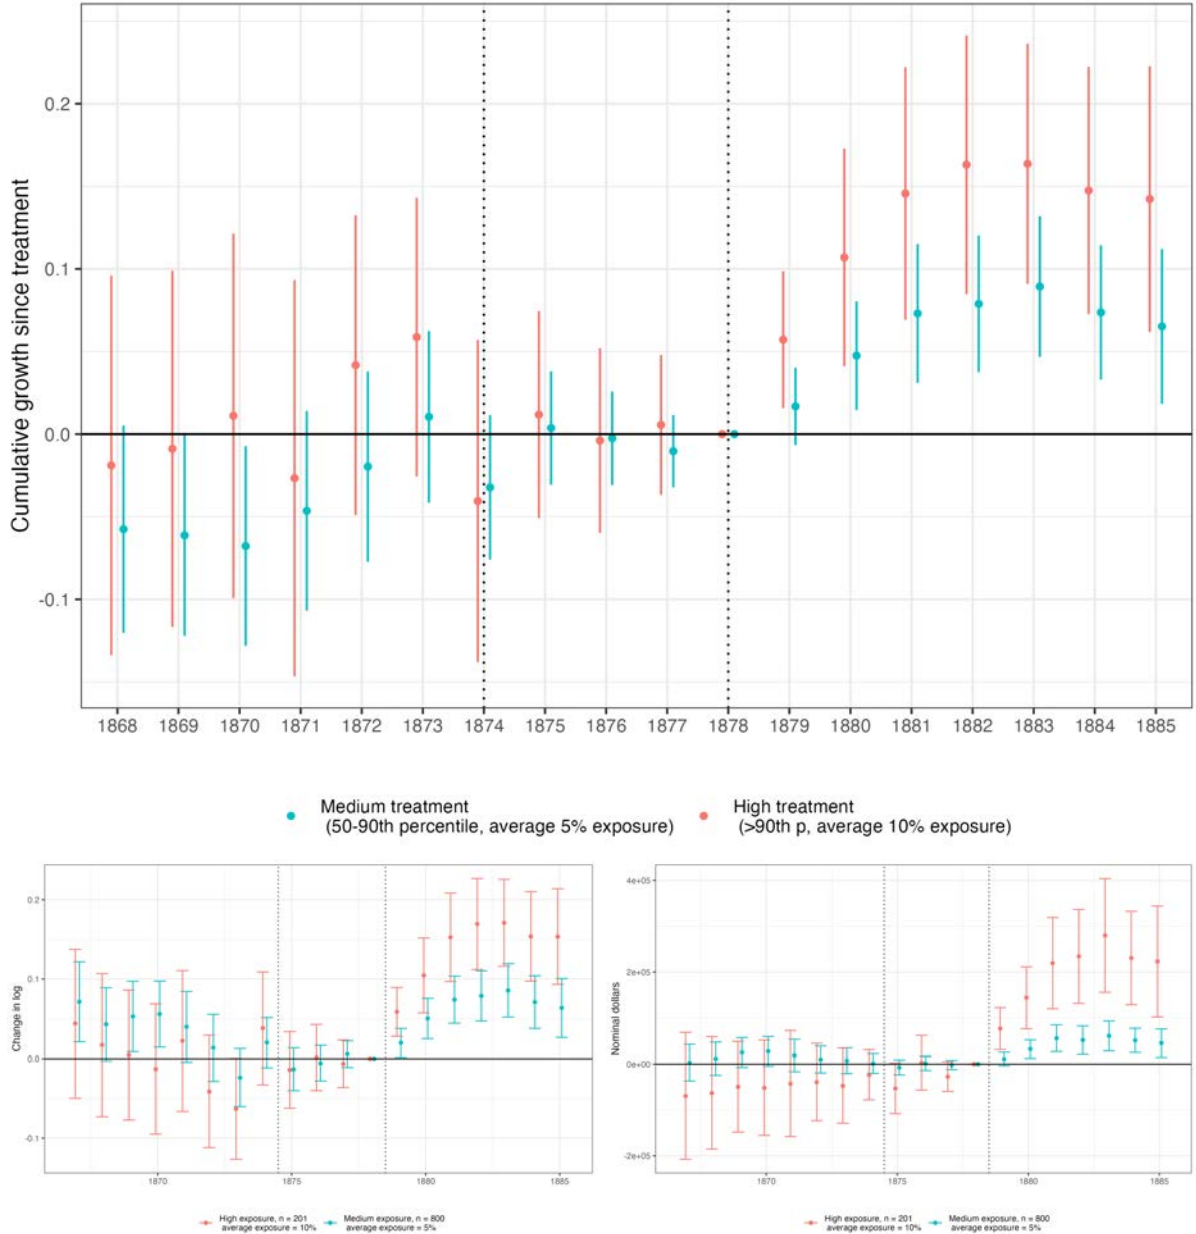 Cumulative growth since treatment
0.2
0.1
0.0
-0.1
1868 1869 1870 1871 1872 1873 1874 1875 1876 1877 1878 1879 1880 1881 1882 1883 1884 1885
Medium treatment
(50-90th percentile, average 5% exposure)
High treatment
(>90th p, average 10% exposure)
Change in log
0.2
0.1
0.0
-0.1
1870 1875 1880 1885
High exposure, n = 201
average exposure = 10%
Medium exposure, n = 800
average exposure = 5%
Nominal dollars
4e+05
2e+05
0e+00
-2e+05
1870 1875 1880 1885
High exposure, n = 201
average exposure = 10%
Medium exposure, n = 800
average exposure = 5%